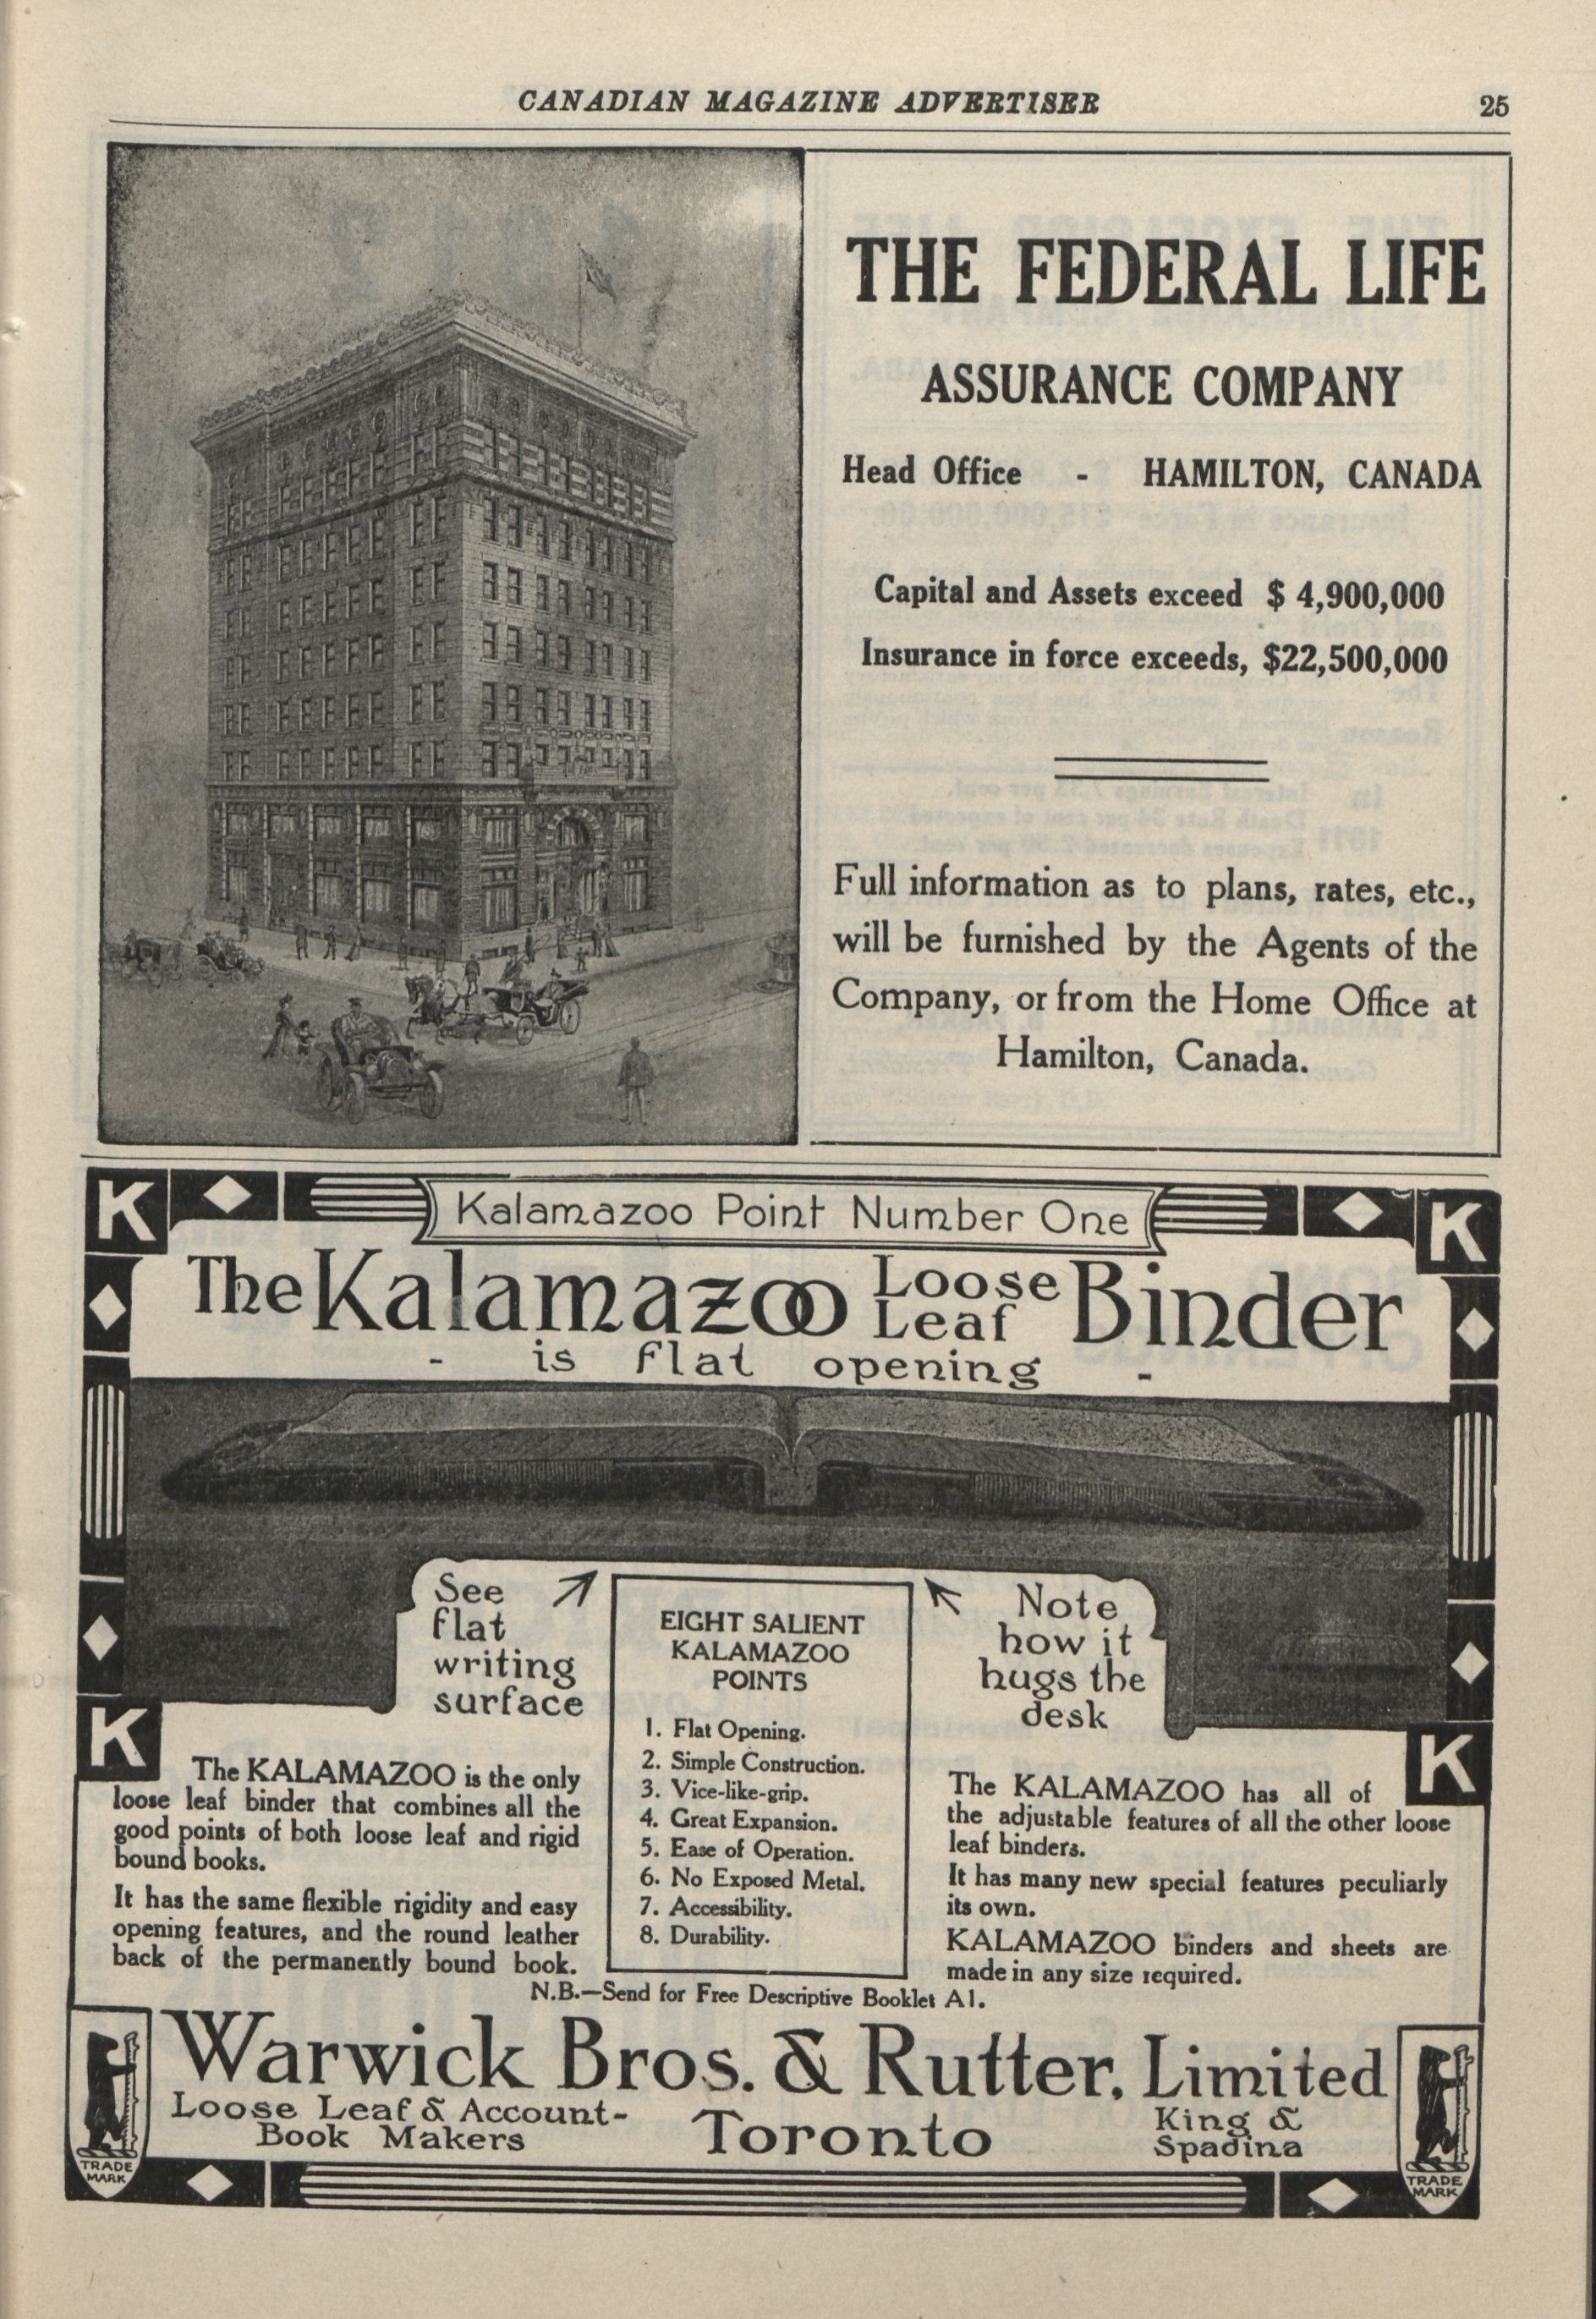 CANADIAN MAGAZINE ADVERTISER
25
THE FEDERAL LIFE
ASSURANCE COMPANY
Head Office - HAMILTON, CANADA
Capital and Assets exceed $ 4,900,000
Insurance in force exceeds, $22,500,000
Full information as to plans, rates, etc.,
will be furnished by the Agents of the
Company, or from the Home Office at
Hamilton, Canada.
K
Kalamazoo Point Number One
K
The Kalamazoo Loose Leaf Binder
- is flat opening -
See
flat
writing
surface
EIGHT SALIENT
KALAMAZOO
POINTS
1. Flat Opening.
2. Simple Construction.
3. Vice-like-grip.
4. Great Expansion.
5. Ease of Operation.
6. No Exposed Metal.
7. Accessibility.
8. Durability.
Note
how it
hugs the
desk
K
K
The KALAMAZOO is the only
loose leaf binder that combines all the
good points of both loose leaf and rigid
bound books.
It has the same flexible rigidity and easy
opening features, and the round leather
back of the permanently bound book.
The KALAMAZOO has all of
the adjustable features of all the other loose
leaf binders.
It has many new special features peculiarly
its own.
KALAMAZOO binders and sheets are
made in any size required.
N.B.—Send for Free Descriptive Booklet A1.
Warwick Bros. & Rutter, Limited
Loose Leaf & Account-
Book Makers
Toronto
King &
Spadina
TRADE
MARK
TRADE
MARK